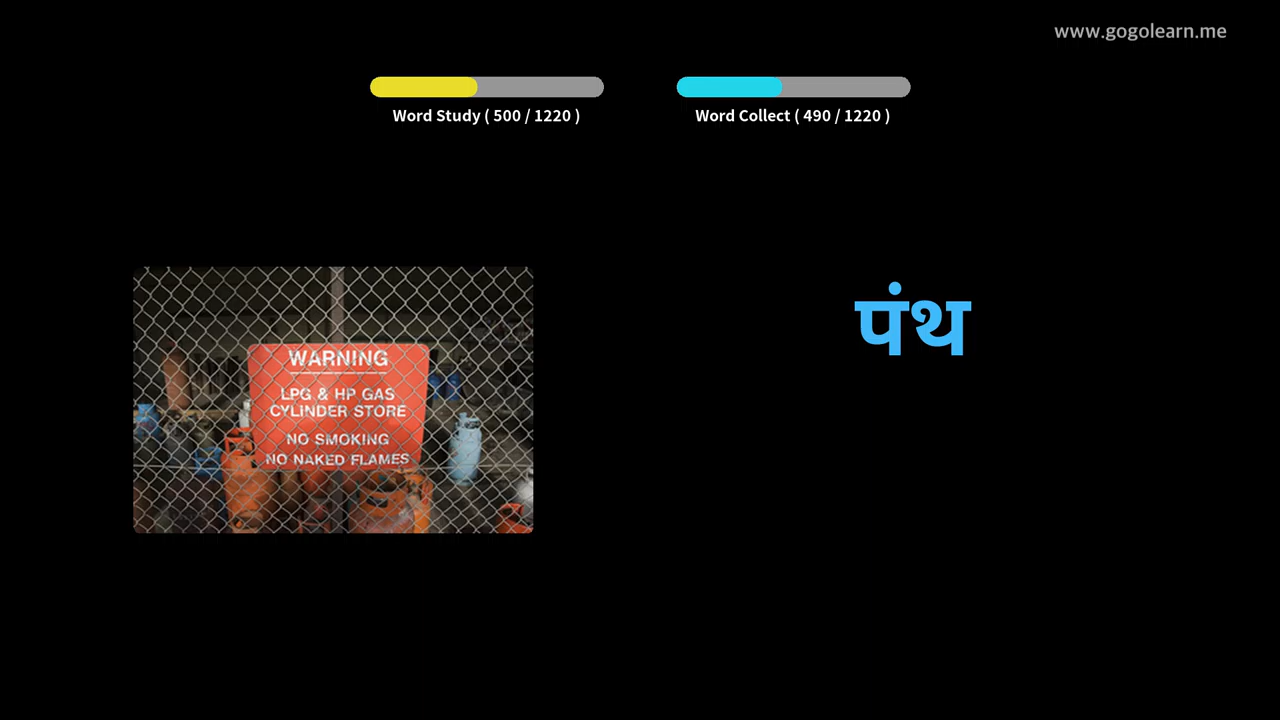 www.gogolearn.me
Word Study ( 500 / 1220 )
Word Collect ( 490 / 1220 )
पंथ
WARNING
LPG & HP GAS
CYLINDER STORE
NO SMOKING
NO NAKED FLAMES